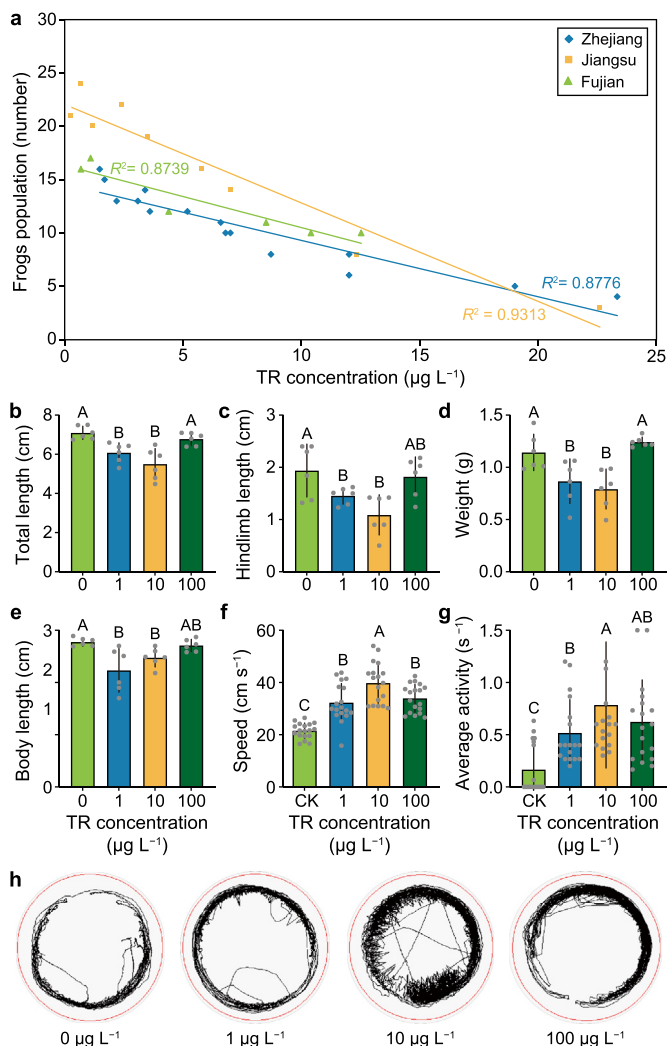 a
30
25
20
15
10
5
0
Frogs population (number)
Zhejiang
Jiangsu
Fujian
R² = 0.8739
R² = 0.8776
R² = 0.9313
0 5 10 15 20 25
TR concentration (µg L⁻¹)
b
8
6
4
2
0
Total length (cm)
A B B A
0 1 10 100
c
3
2
1
0
Hindlimb length (cm)
A B B AB
0 1 10 100
d
1.5
1.0
0.5
0.0
Weight (g)
A B B A
0 1 10 100
e
3
2
1
0
Body length (cm)
A B B AB
0 1 10 100
TR concentration
(µg L⁻¹)
f
60
40
20
0
Speed (cm s⁻¹)
C B A B
CK 1 10 100
TR concentration
(µg L⁻¹)
g
1.5
1.0
0.5
0.0
Average activity (s⁻¹)
C B A AB
CK 1 10 100
TR concentration
(µg L⁻¹)
h
0 µg L⁻¹
1 µg L⁻¹
10 µg L⁻¹
100 µg L⁻¹